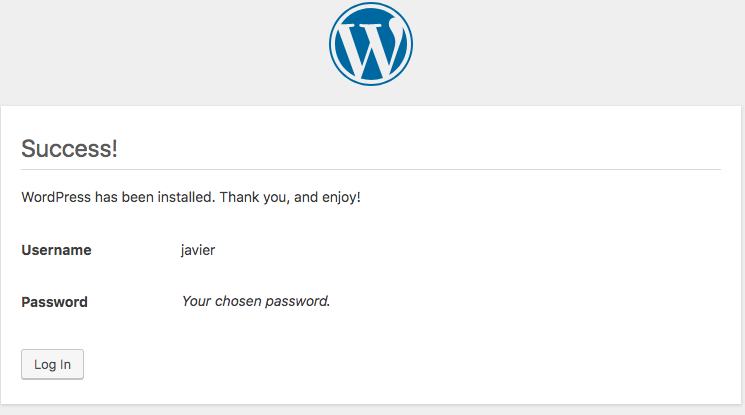 Success!
WordPress has been installed. Thank you, and enjoy!
Username javier
Password Your chosen password.
Log In